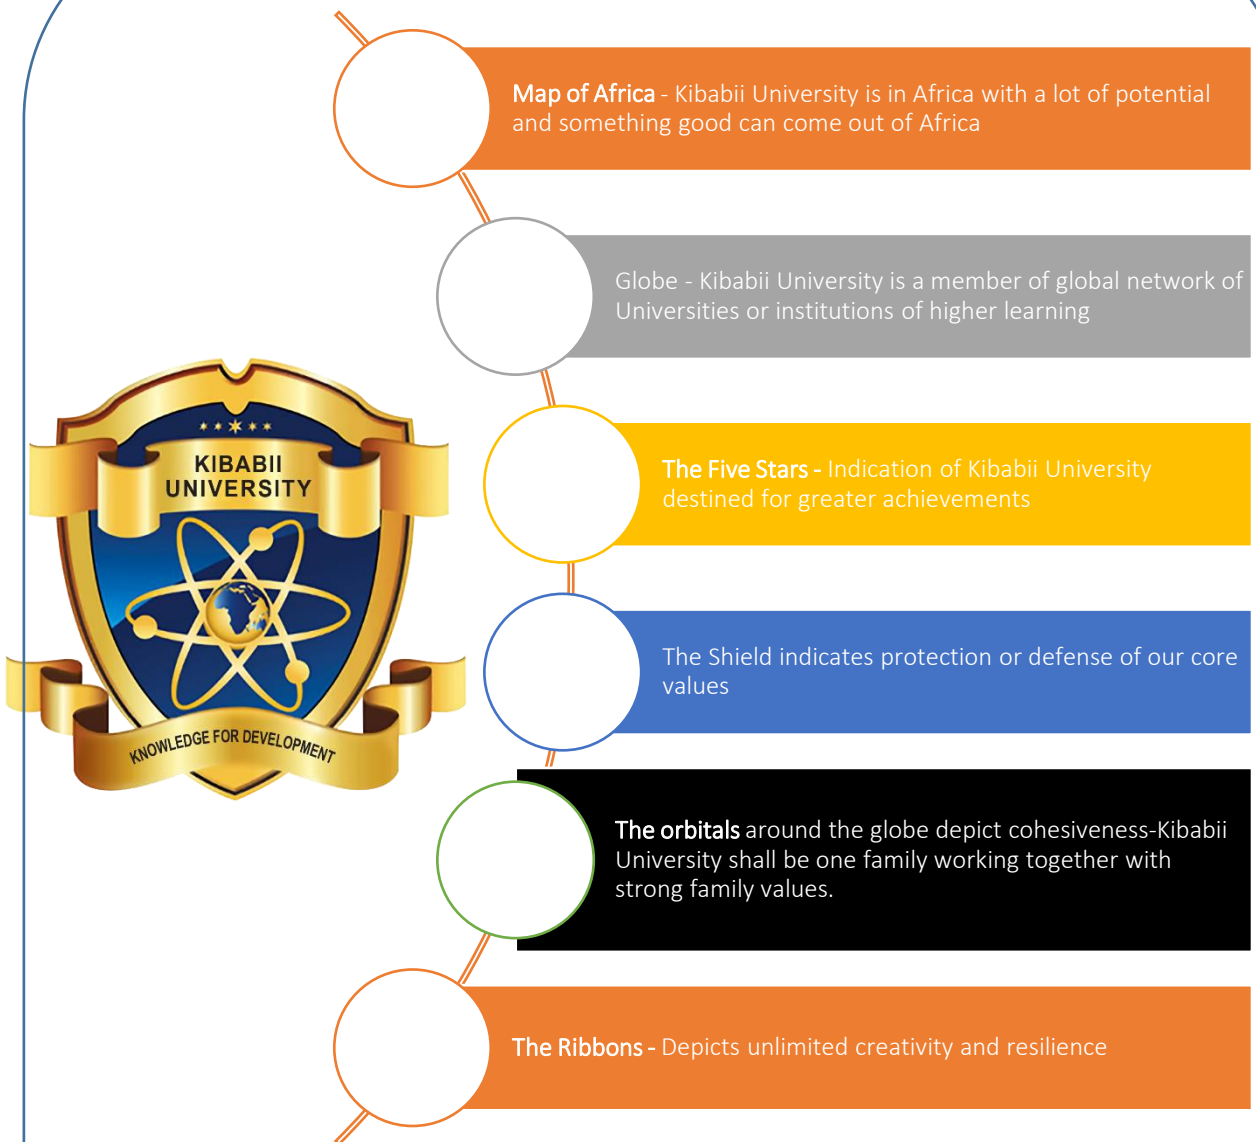 Map of Africa - Kibabii University is in Africa with a lot of potential
and something good can come out of Africa
Globe - Kibabii University is a member of global network of
Universities or institutions of higher learning
KIBABII
UNIVERSITY
KNOWLEDGE FOR DEVELOPMENT
The Five Stars - Indication of Kibabii University
destined for greater achievements
The Shield indicates protection or defense of our core
values
The orbitals around the globe depict cohesiveness-Kibabii
University shall be one family working together with
strong family values.
The Ribbons - Depicts unlimited creativity and resilience